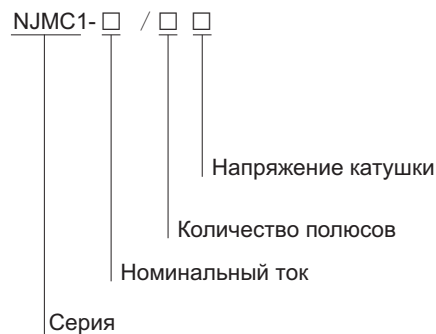 NJMC1-□ / □ □
Напряжение катушки
Количество полюсов
Номинальный ток
Серия